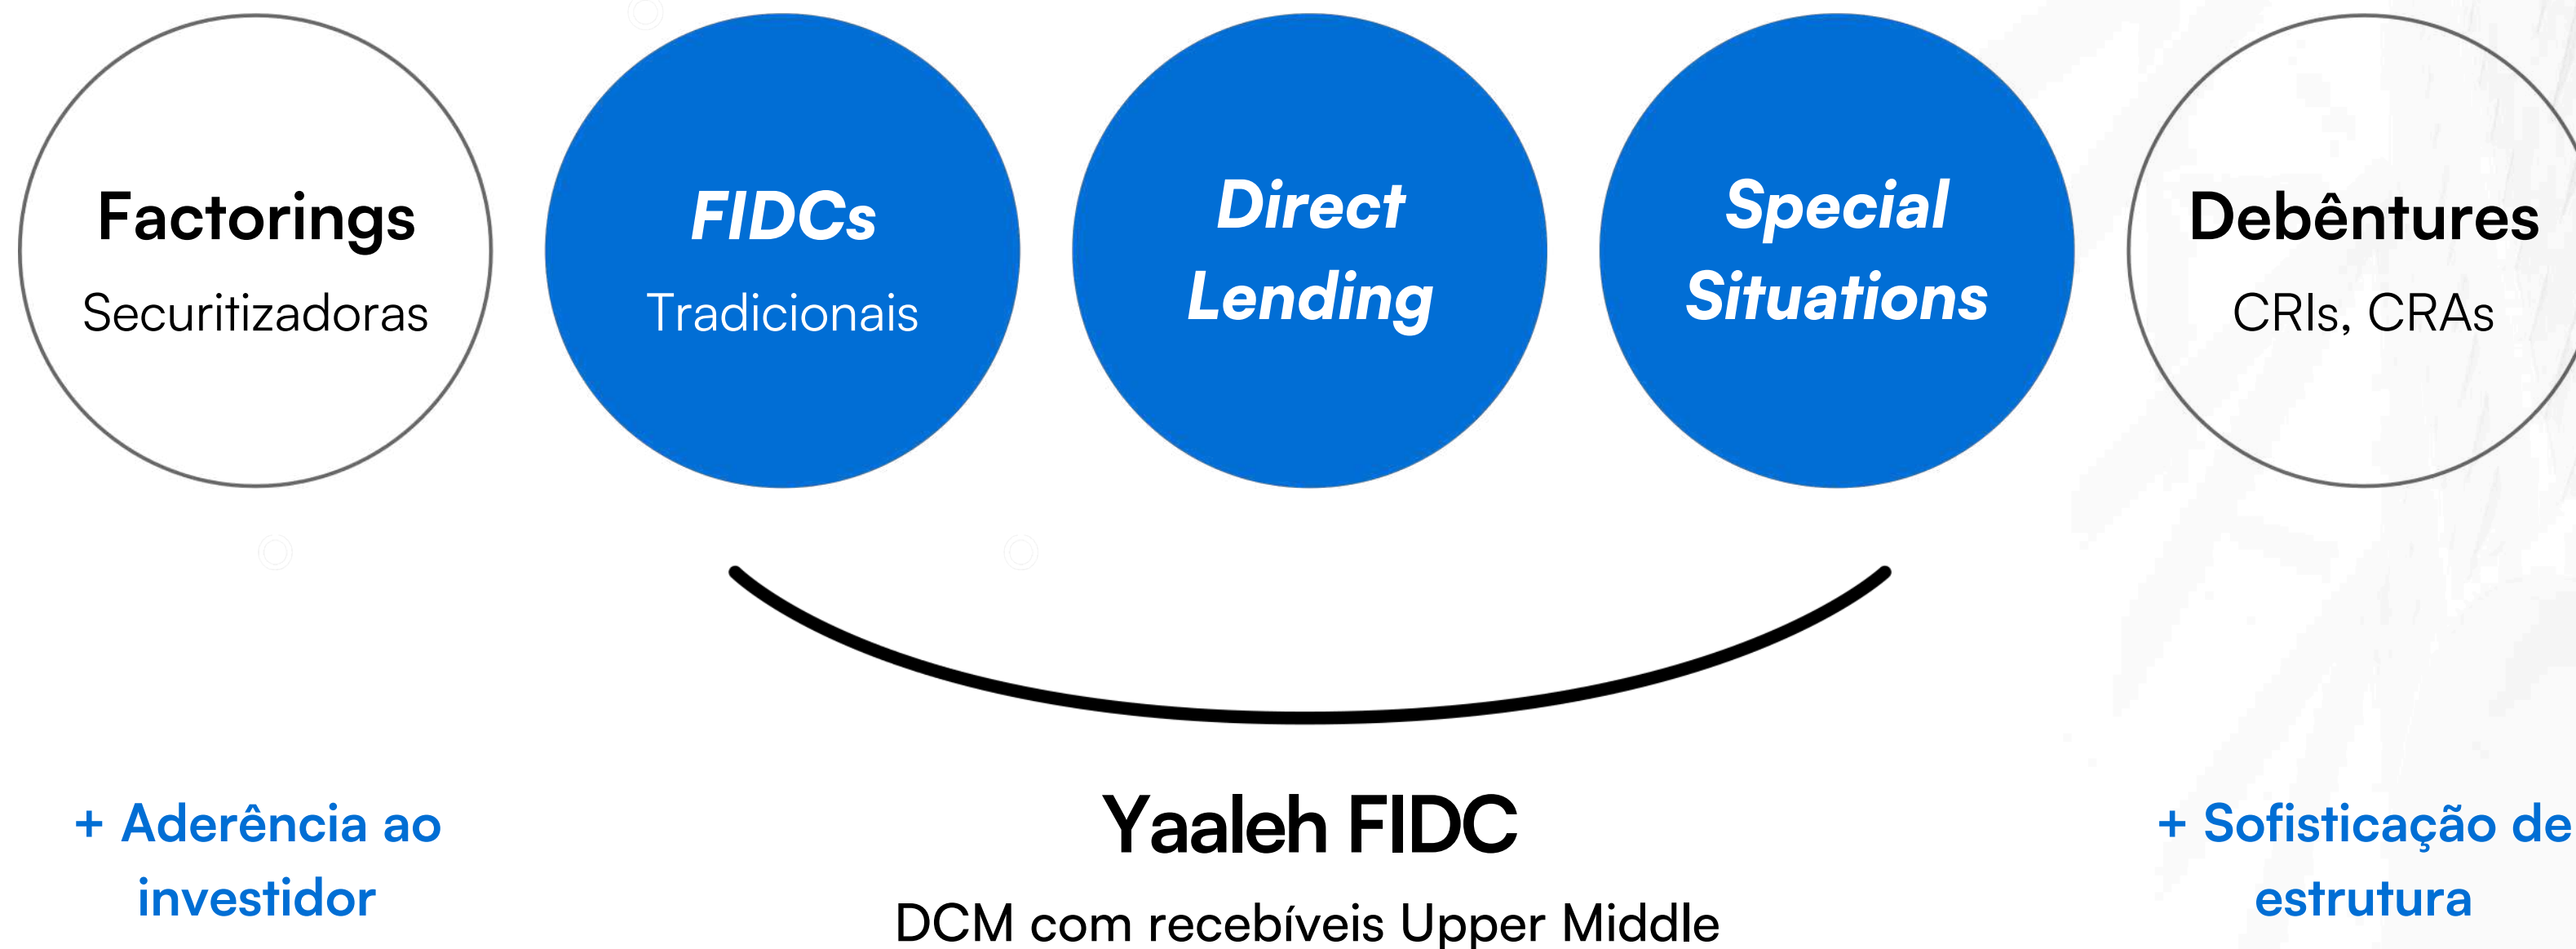 Factorings
Securitizadoras
FIDCs
Tradicionais
Direct
Lending
Special
Situations
Debêntures
CRIs, CRAs
+ Aderência ao
investidor
Yaaleh FIDC
DCM com recebíveis Upper Middle
+ Sofisticação de
estrutura